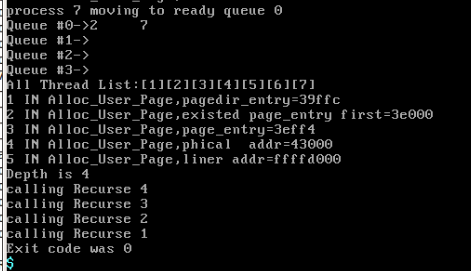 process 7 moving to ready queue 0
Queue #0->2     7
Queue #1->
Queue #2->
Queue #3->
All Thread List:[1][2][3][4][5][6][7]
1 IN Alloc_User_Page,pagedir_entry=39ffc
2 IN Alloc_User_Page,existed page_entry first=3e000
3 IN Alloc_User_Page,page_entry=3eff4
4 IN Alloc_User_Page,phical  addr=43000
5 IN Alloc_User_Page,liner addr=ffffd000
Depth is 4
calling Recurse 4
calling Recurse 3
calling Recurse 2
calling Recurse 1
Exit code was 0
$